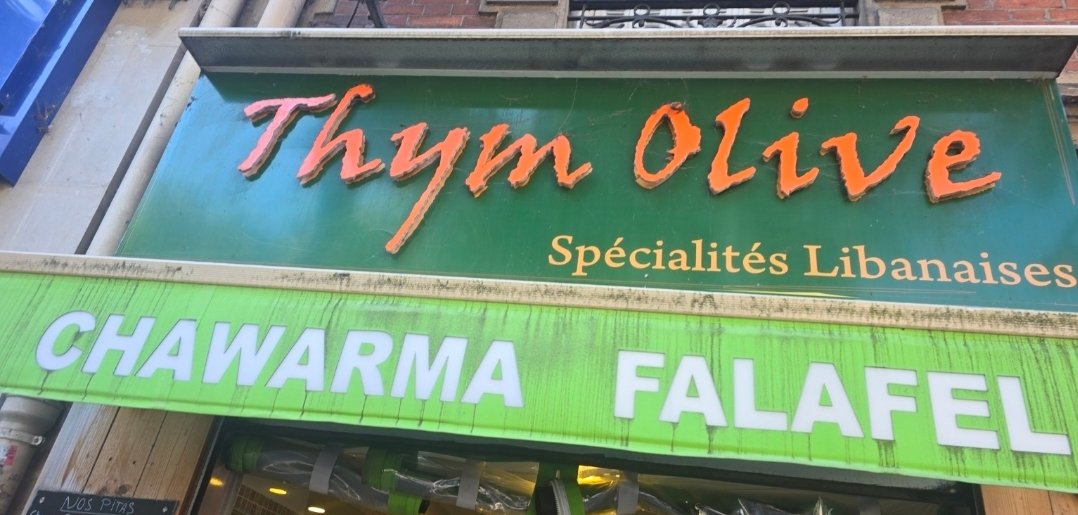 Thym Olive
Spécialités Libanaises
CHAWARMA FALAFEL
NOS PITAS